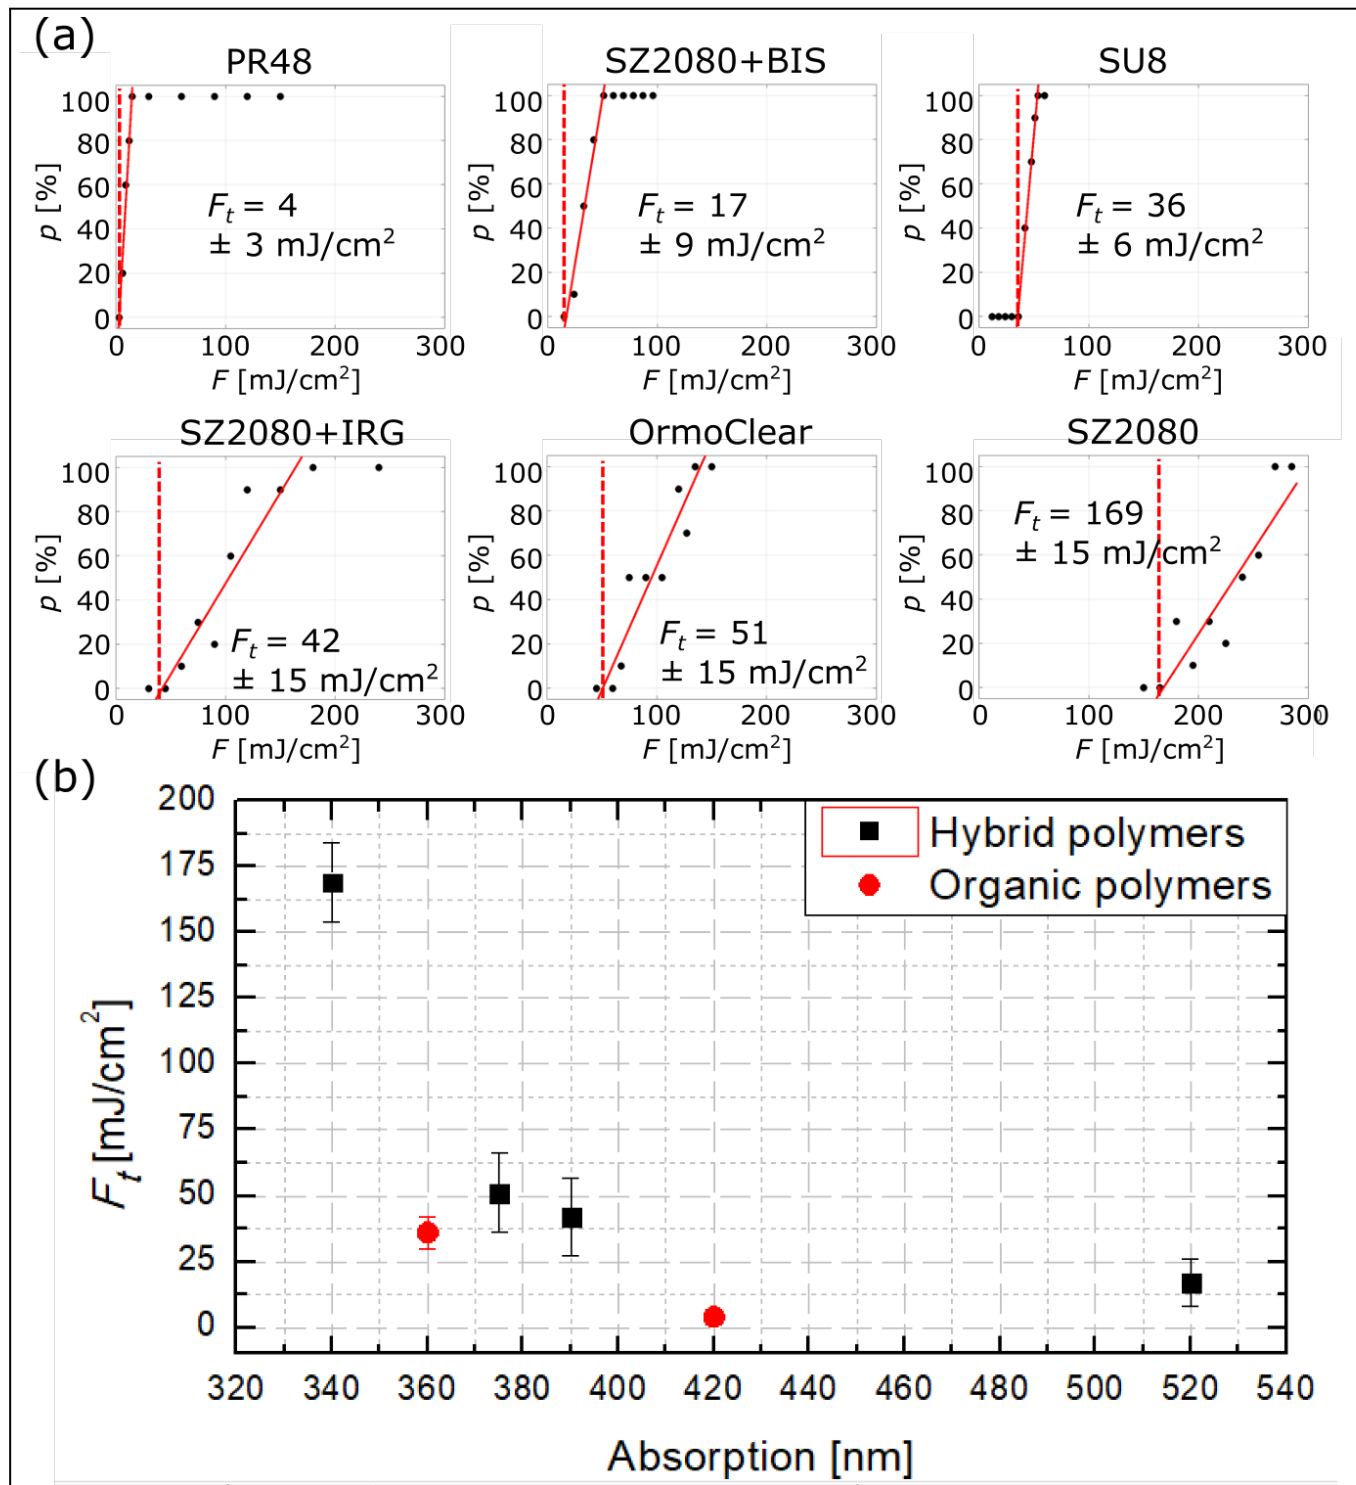 (a)
PR48
SZ2080+BIS
SU8
p [%]
100
80
60
40
20
0
F_t = 4
± 3 mJ/cm²
0 100 200 300
F [mJ/cm²]
p [%]
100
80
60
40
20
0
F_t = 17
± 9 mJ/cm²
0 100 200 300
F [mJ/cm²]
p [%]
100
80
60
40
20
0
F_t = 36
± 6 mJ/cm²
0 100 200 300
F [mJ/cm²]
SZ2080+IRG
OrmoClear
SZ2080
p [%]
100
80
60
40
20
0
F_t = 42
± 15 mJ/cm²
0 100 200 300
F [mJ/cm²]
p [%]
100
80
60
40
20
0
F_t = 51
± 15 mJ/cm²
0 100 200 300
F [mJ/cm²]
p [%]
100
80
60
40
20
0
F_t = 169
± 15 mJ/cm²
0 100 200 300
F [mJ/cm²]
(b)
Hybrid polymers
Organic polymers
F_t [mJ/cm²]
200
175
150
125
100
75
50
25
0
320 340 360 380 400 420 440 460 480 500 520 540
Absorption [nm]